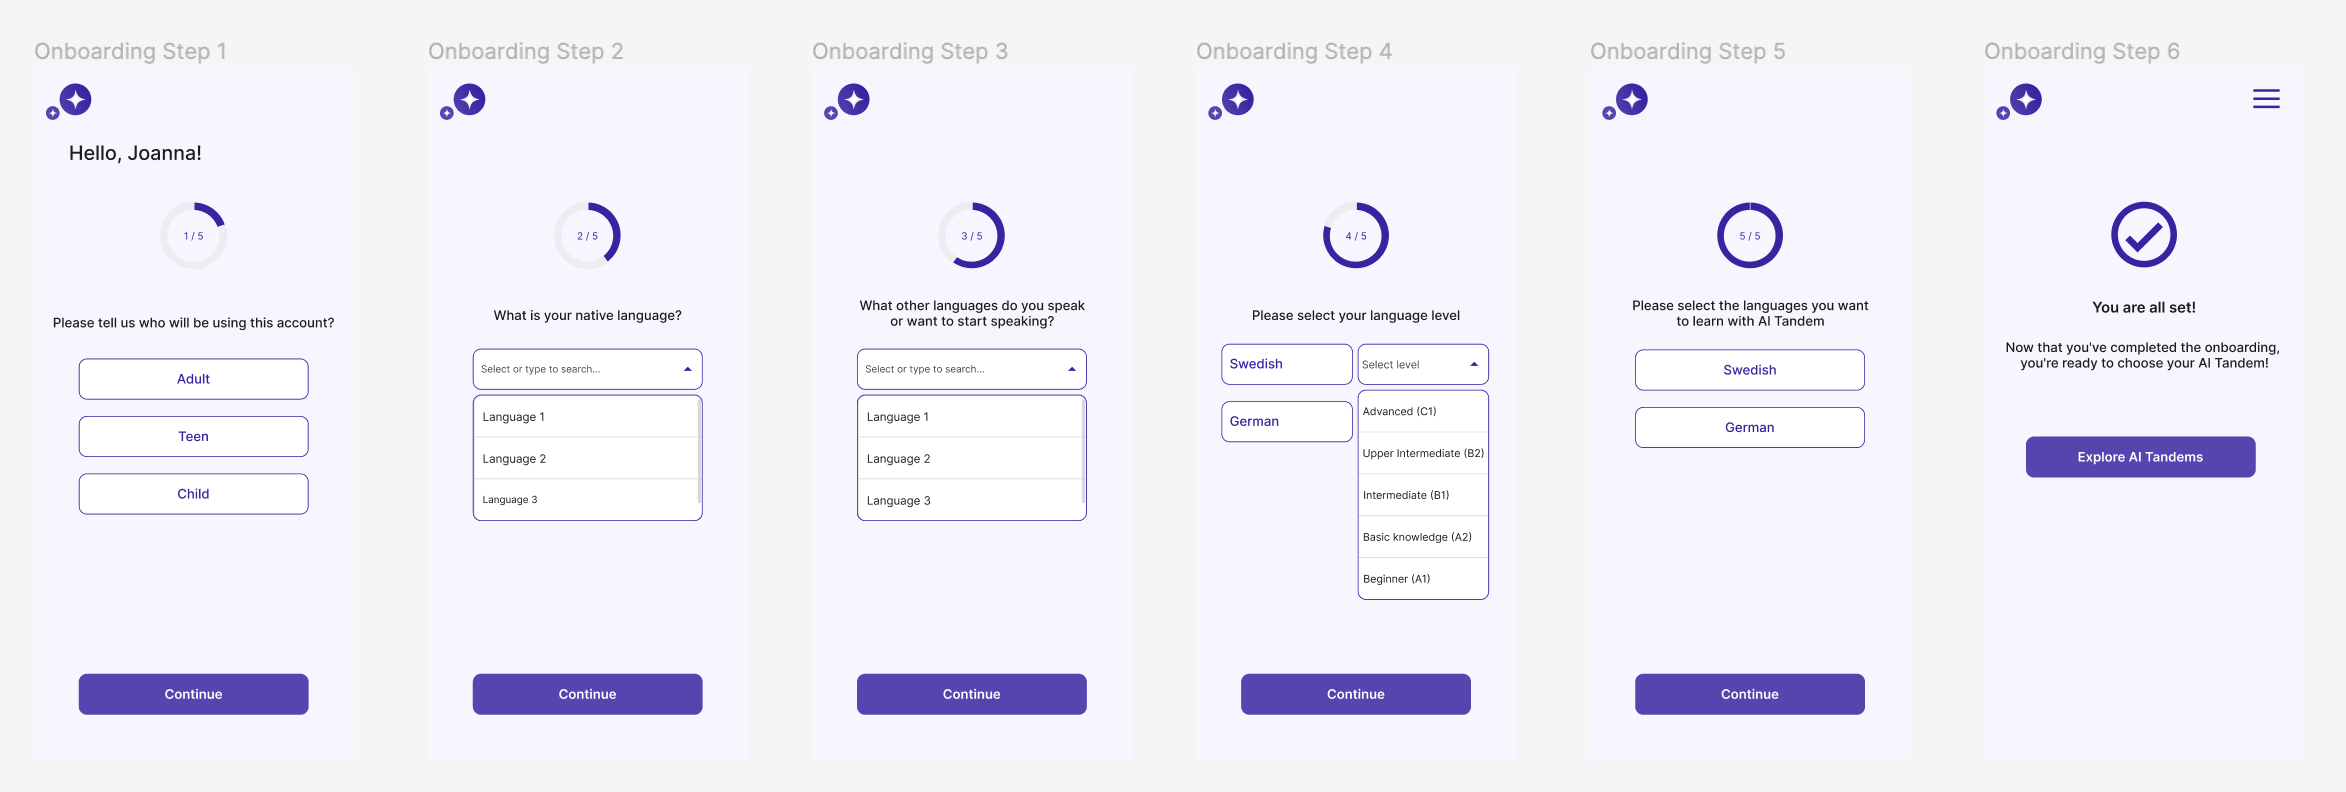 Onboarding Step 1
Hello, Joanna!
1 / 5
Please tell us who will be using this account?
Adult
Teen
Child
Continue
Onboarding Step 2
2 / 5
What is your native language?
Select or type to search...
Language 1
Language 2
Language 3
Continue
Onboarding Step 3
3 / 5
What other languages do you speak
or want to start speaking?
Select or type to search...
Language 1
Language 2
Language 3
Continue
Onboarding Step 4
4 / 5
Please select your language level
Swedish
Select level
German
Advanced (C1)
Upper Intermediate (B2)
Intermediate (B1)
Basic knowledge (A2)
Beginner (A1)
Continue
Onboarding Step 5
5 / 5
Please select the languages you want
to learn with AI Tandem
Swedish
German
Continue
Onboarding Step 6
You are all set!
Now that you've completed the onboarding,
you're ready to choose your AI Tandem!
Explore AI Tandems